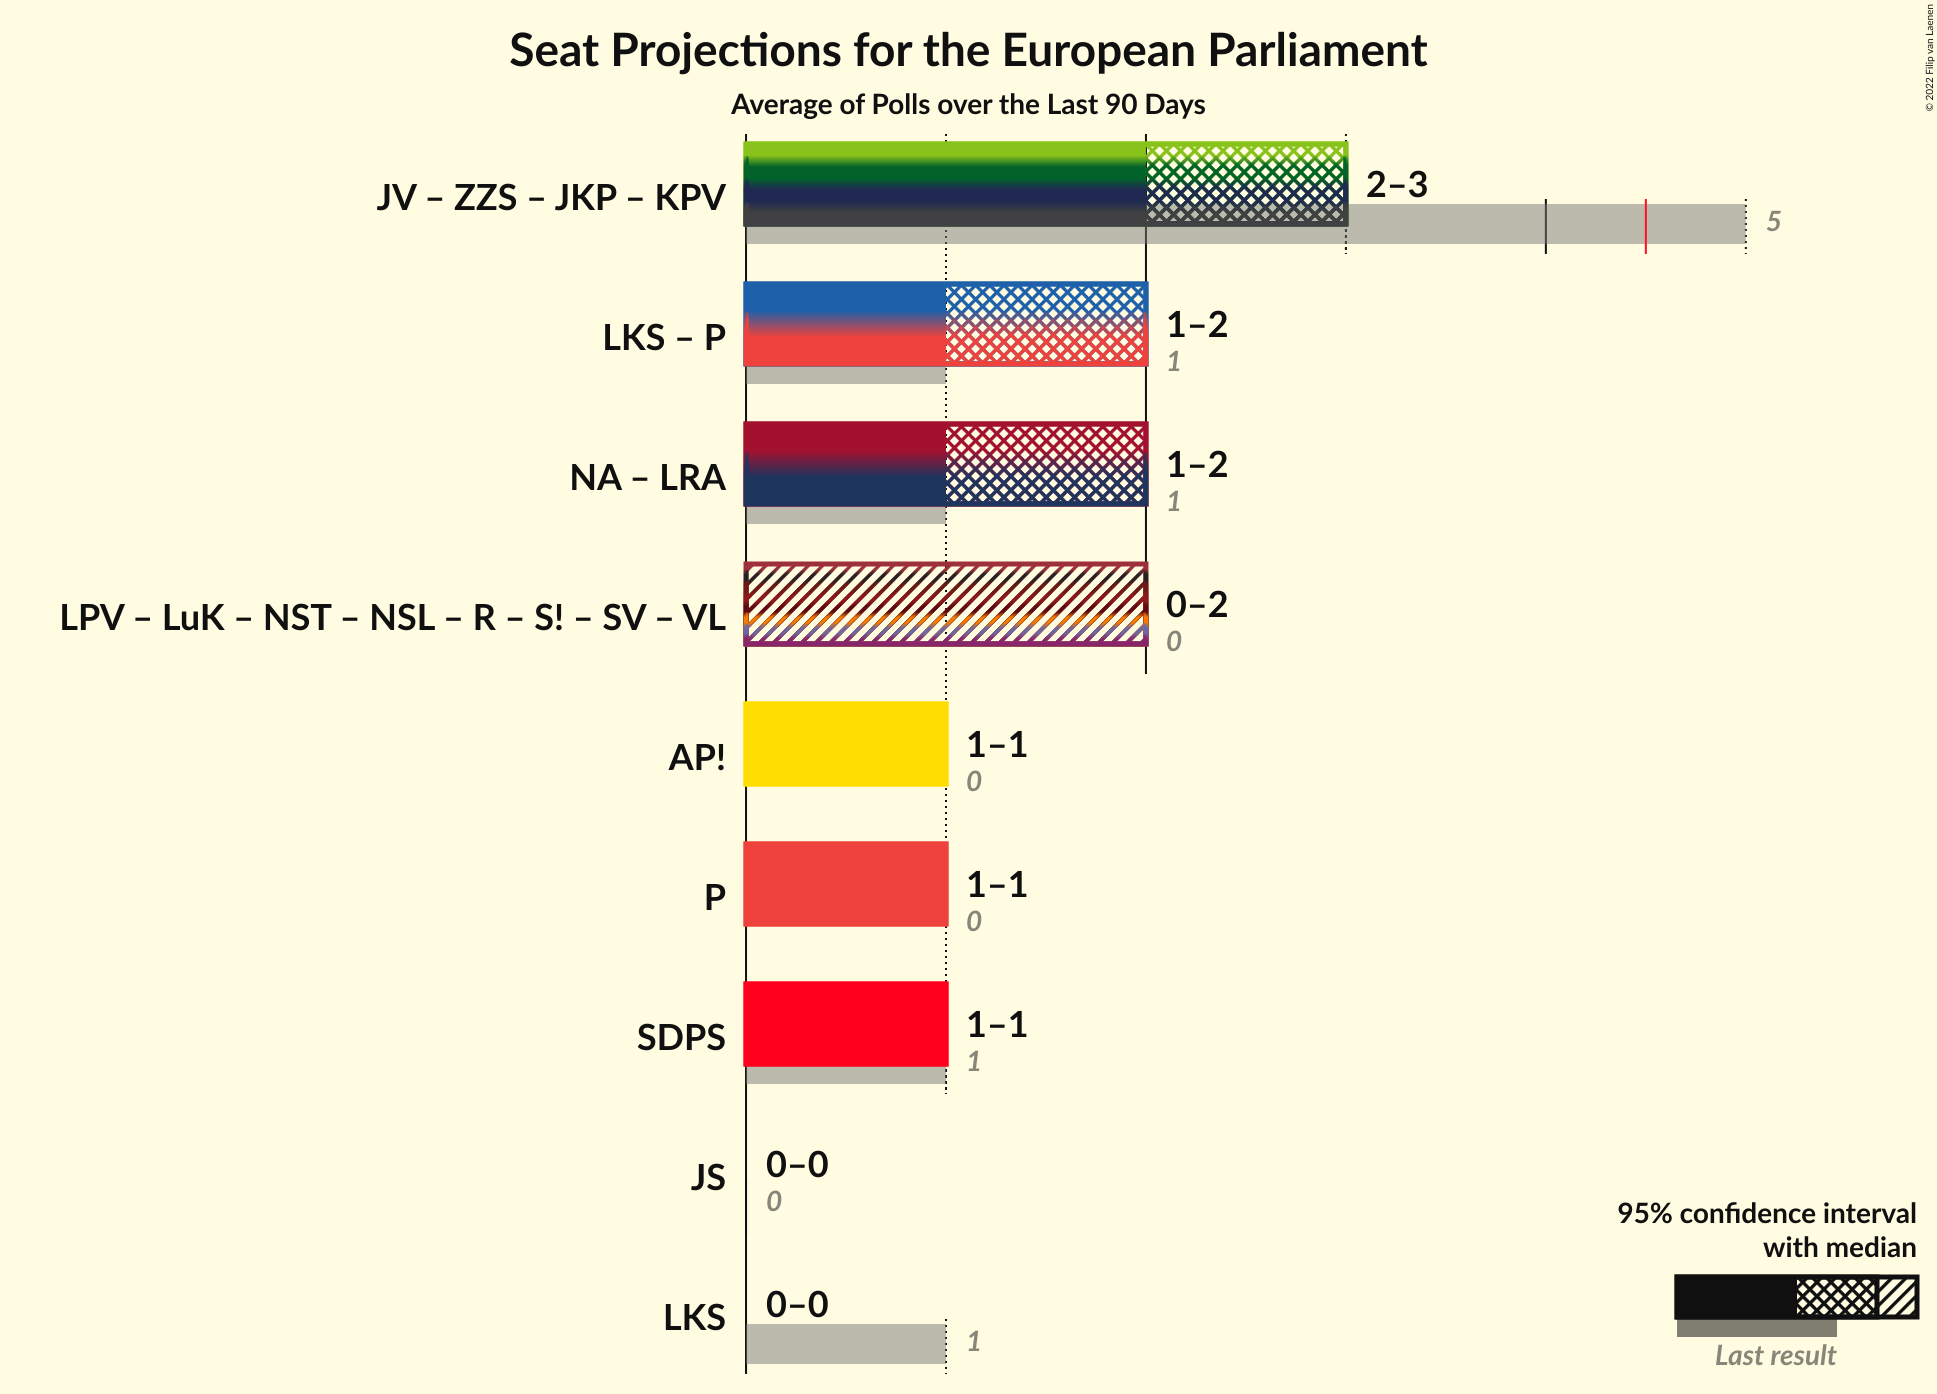 Seat Projections for the European Parliament
Average of Polls over the Last 90 Days
© 2022 Filip van Laenen
JV – ZZS – JKP – KPV
2–3
5
LKS – P
1–2
1
NA – LRA
1–2
1
LPV – LuK – NST – NSL – R – S! – SV – VL
0–2
0
AP!
1–1
0
P
1–1
0
SDPS
1–1
1
JS
0–0
0
LKS
0–0
1
95% confidence interval
with median
Last result